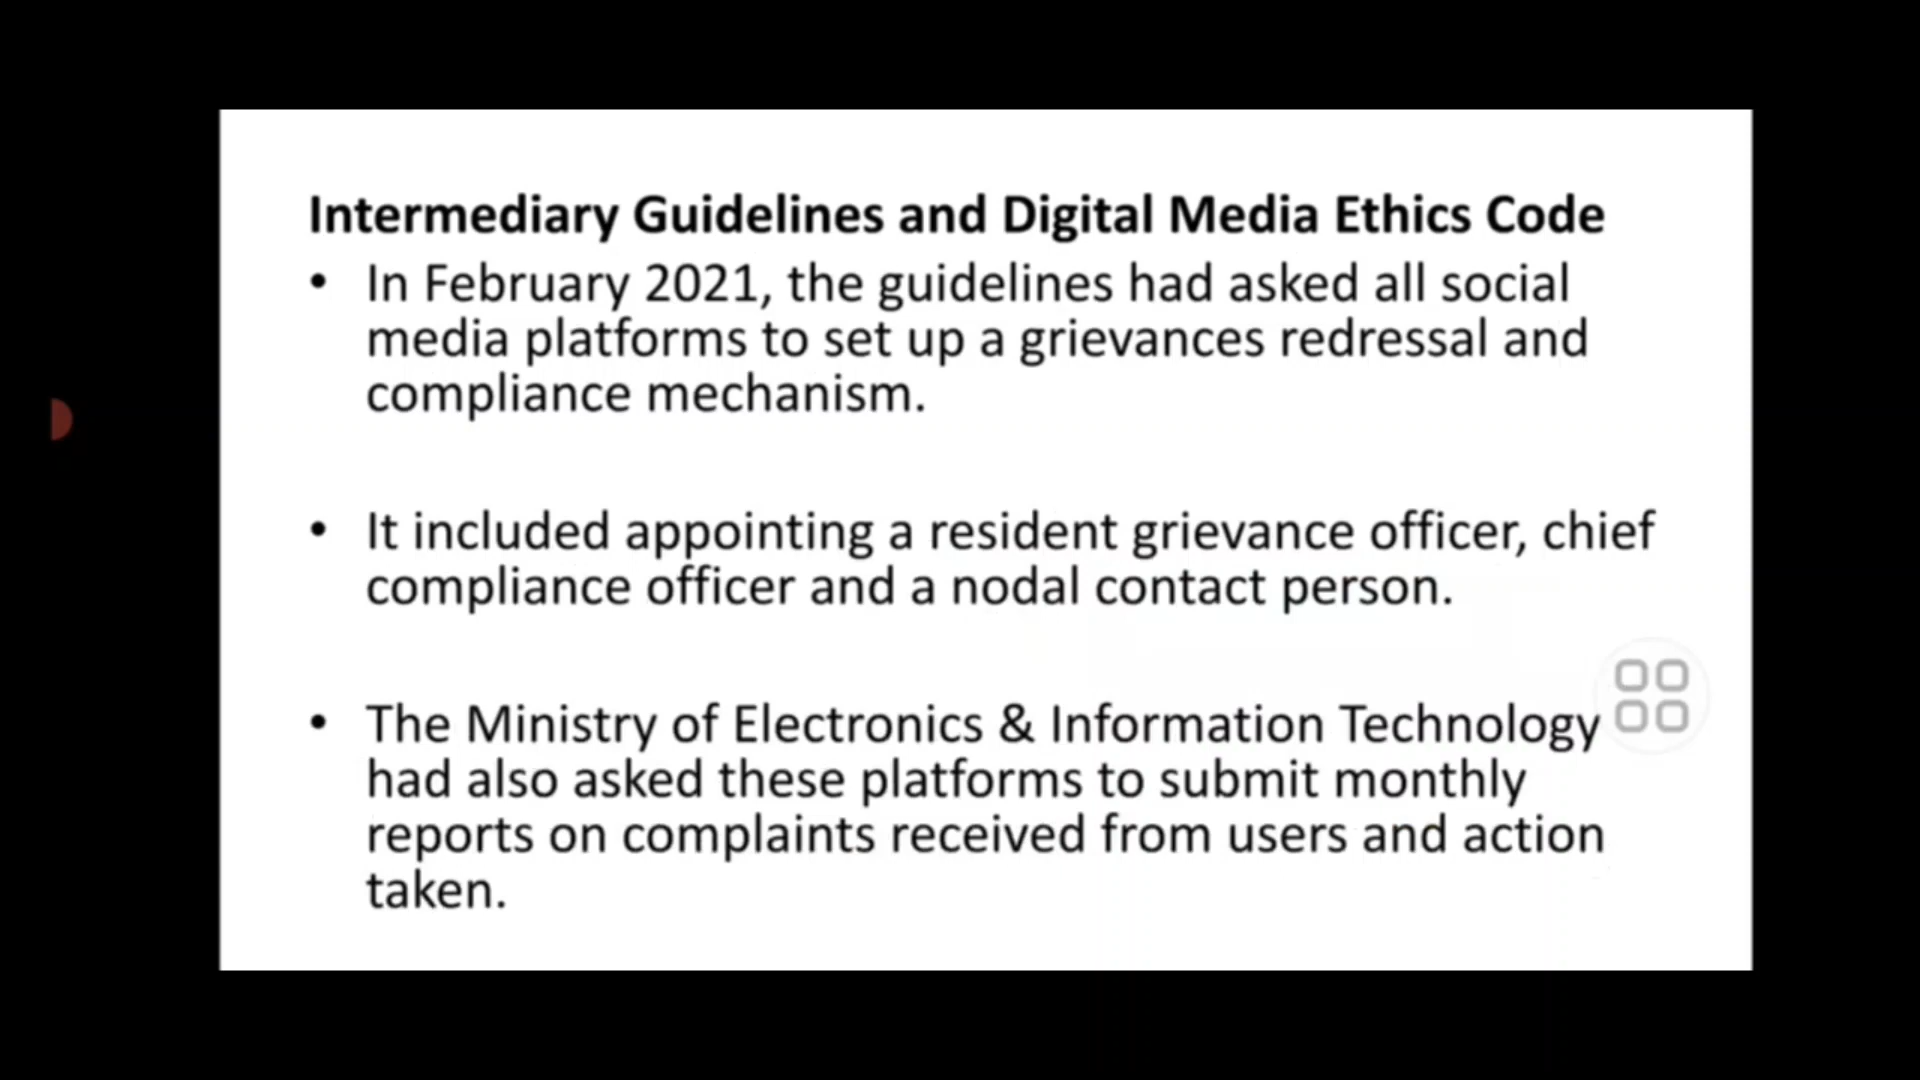 Intermediary Guidelines and Digital Media Ethics Code
• In February 2021, the guidelines had asked all social
media platforms to set up a grievances redressal and
compliance mechanism.
• It included appointing a resident grievance officer, chief
compliance officer and a nodal contact person.
• The Ministry of Electronics & Information Technology
had also asked these platforms to submit monthly
reports on complaints received from users and action
taken.